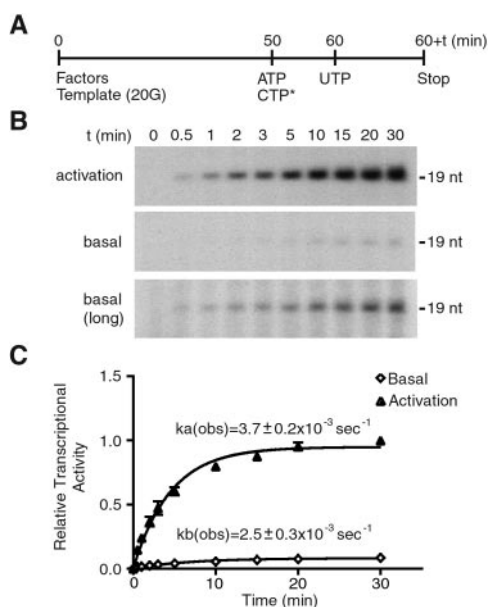 A
0 50 60 60+t (min)
Factors ATP UTP Stop
Template (20G) CTP*
B
t (min) 0 0.5 1 2 3 5 10 15 20 30
activation -19 nt
basal -19 nt
basal -19 nt
(long)
C
Relative Transcriptional
Activity
1.5
1.0
0.5
0.0
Basal
Activation
ka(obs)=3.7±0.2x10⁻³ sec⁻¹
kb(obs)=2.5±0.3x10⁻³ sec⁻¹
0 10 20 30
Time (min)